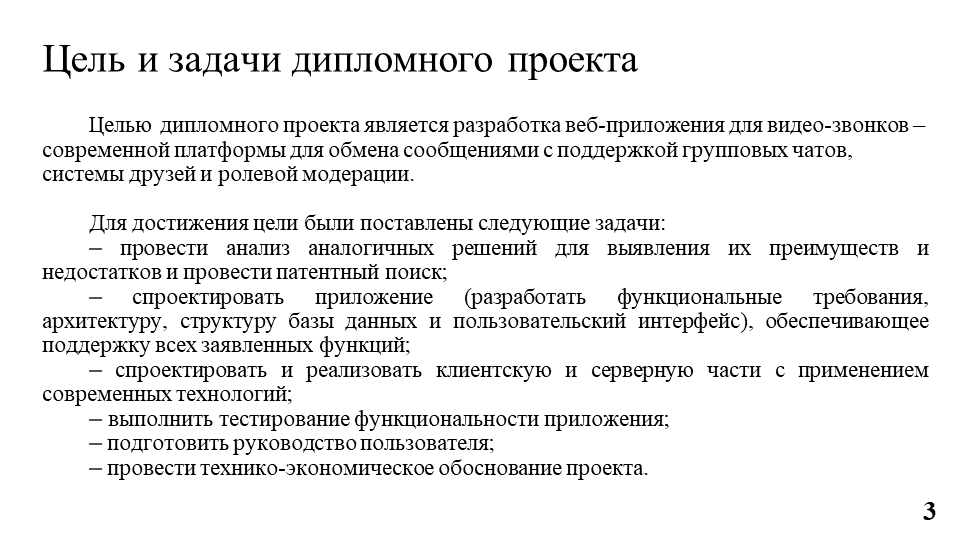 Цель и задачи дипломного проекта
Целью дипломного проекта является разработка веб-приложения для видео-звонков –
современной платформы для обмена сообщениями с поддержкой групповых чатов,
системы друзей и ролевой модерации.
Для достижения цели были поставлены следующие задачи:
– провести анализ аналогичных решений для выявления их преимуществ и
недостатков и провести патентный поиск;
– спроектировать приложение (разработать функциональные требования,
архитектуру, структуру базы данных и пользовательский интерфейс), обеспечивающее
поддержку всех заявленных функций;
– спроектировать и реализовать клиентскую и серверную части с применением
современных технологий;
– выполнить тестирование функциональности приложения;
– подготовить руководство пользователя;
– провести технико-экономическое обоснование проекта.
3